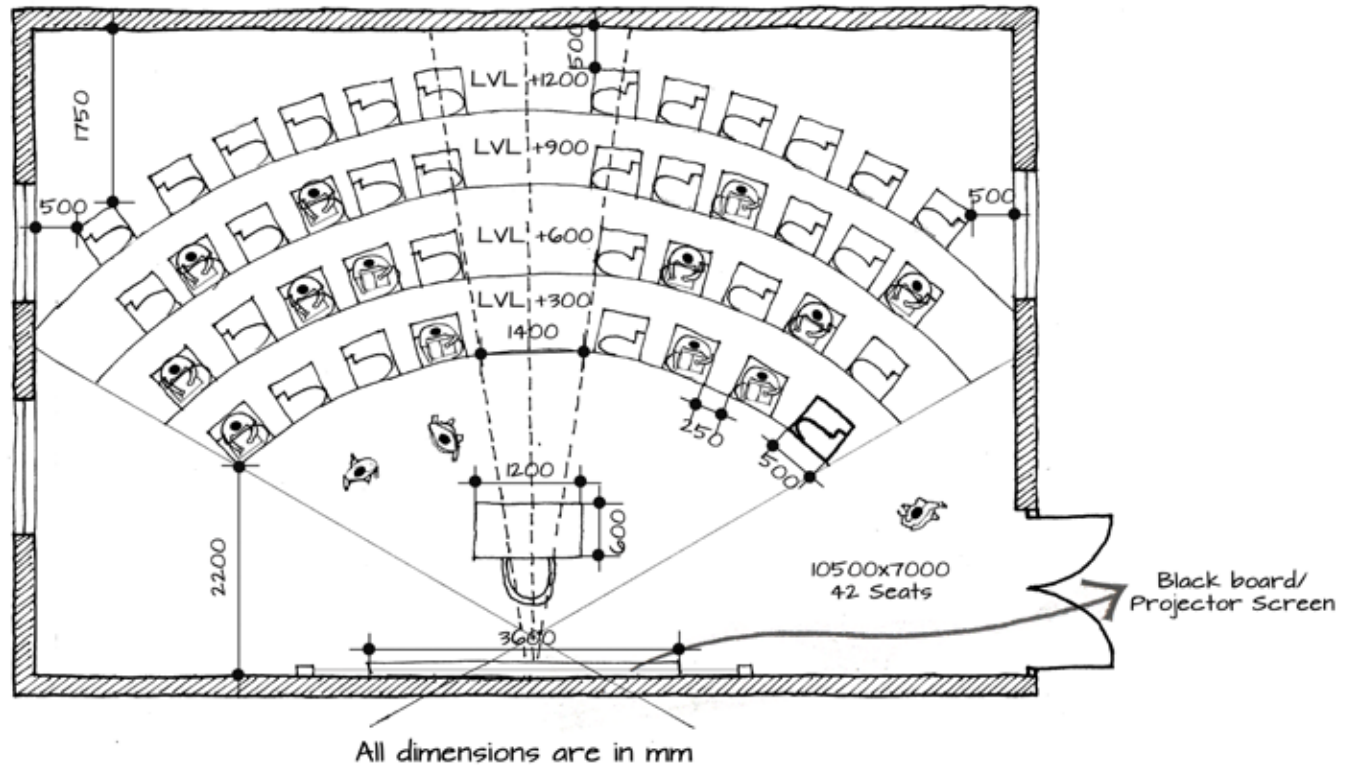 500
LVL +1200
1750
LVL +900
500
500
LVL +600
LVL +300
1400
250
1200
500
600
2200
10500x7000
42 Seats
Black board/
Projector Screen
3600
All dimensions are in mm